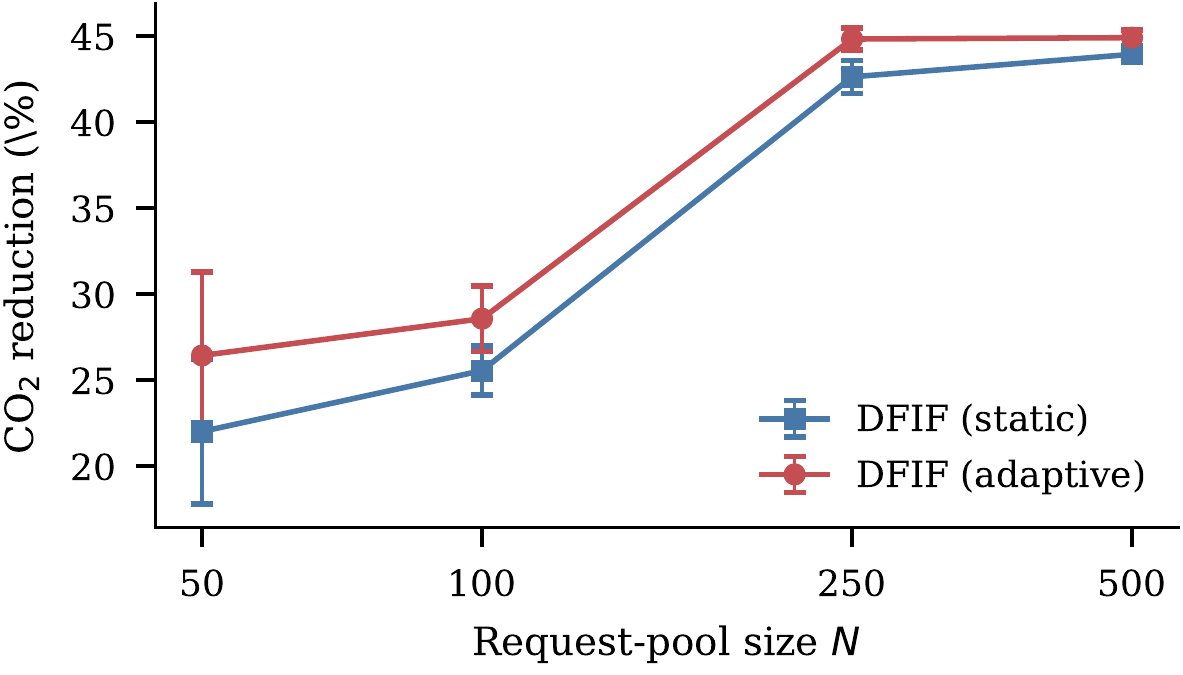 CO₂ reduction (\%)
45
40
35
30
25
20
DFIF (static)
DFIF (adaptive)
50 100 250 500
Request-pool size N